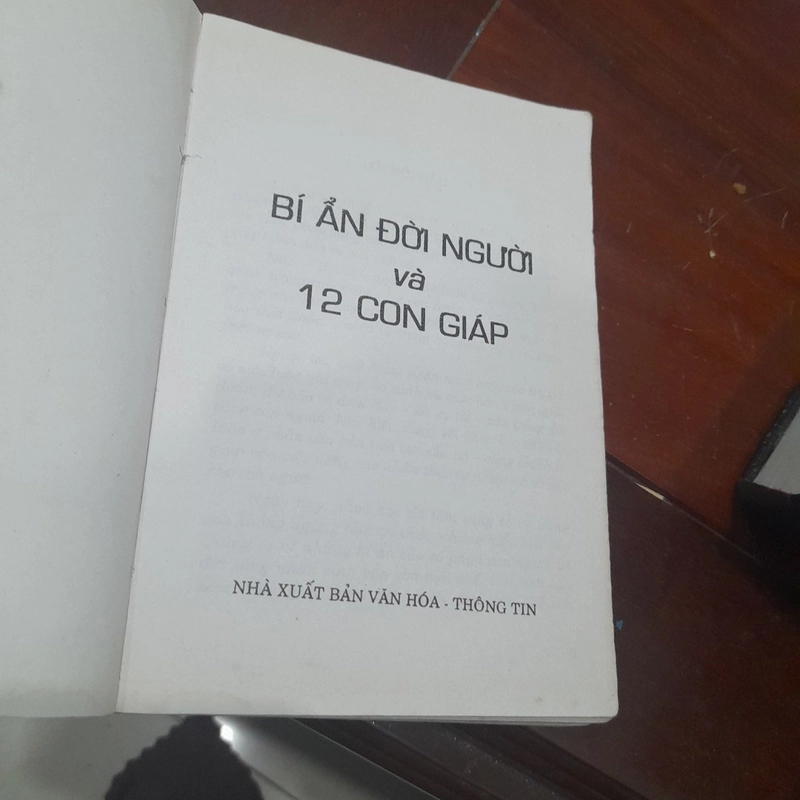 BÍ ẨN ĐỜI NGƯỜI
và
12 CON GIÁP
NHÀ XUẤT BẢN VĂN HÓA - THÔNG TIN